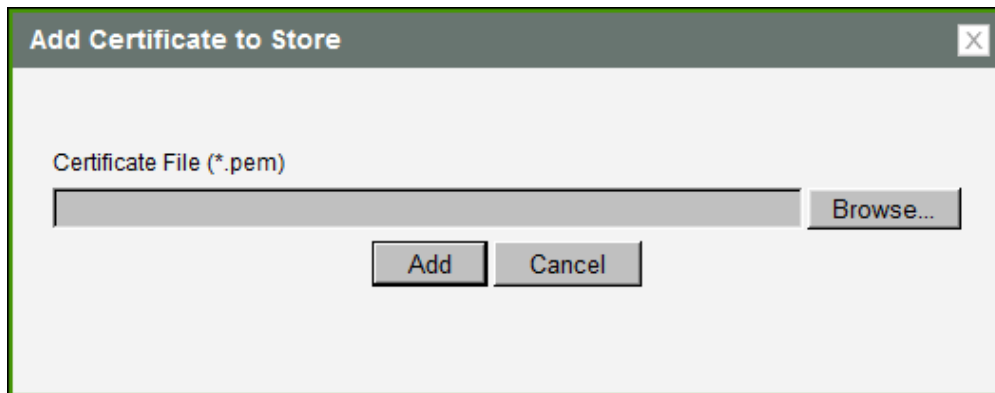 Add Certificate to Store
X
Certificate File (*.pem)
Browse...
Add Cancel